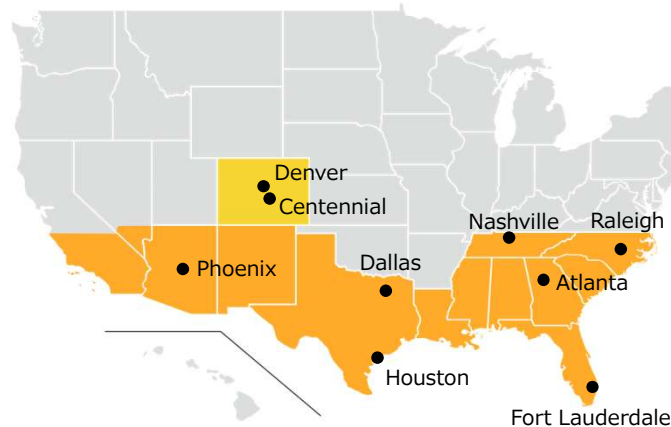 Denver
Centennial
Nashville
Raleigh
Phoenix
Dallas
Atlanta
Houston
Fort Lauderdale